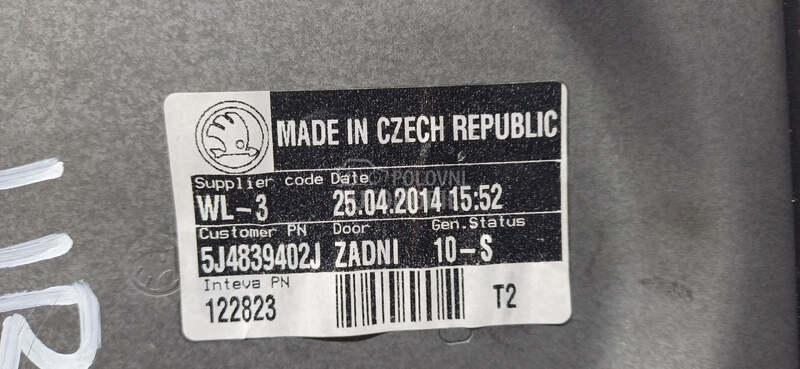 MADE IN CZECH REPUBLIC
POLOVNI
Supplier code Date
WL-3 25.04.2014 15:52
Customer PN Door Gen.Status
5J4839402J ZADNI 10-S
Inteva PN
122823 T2